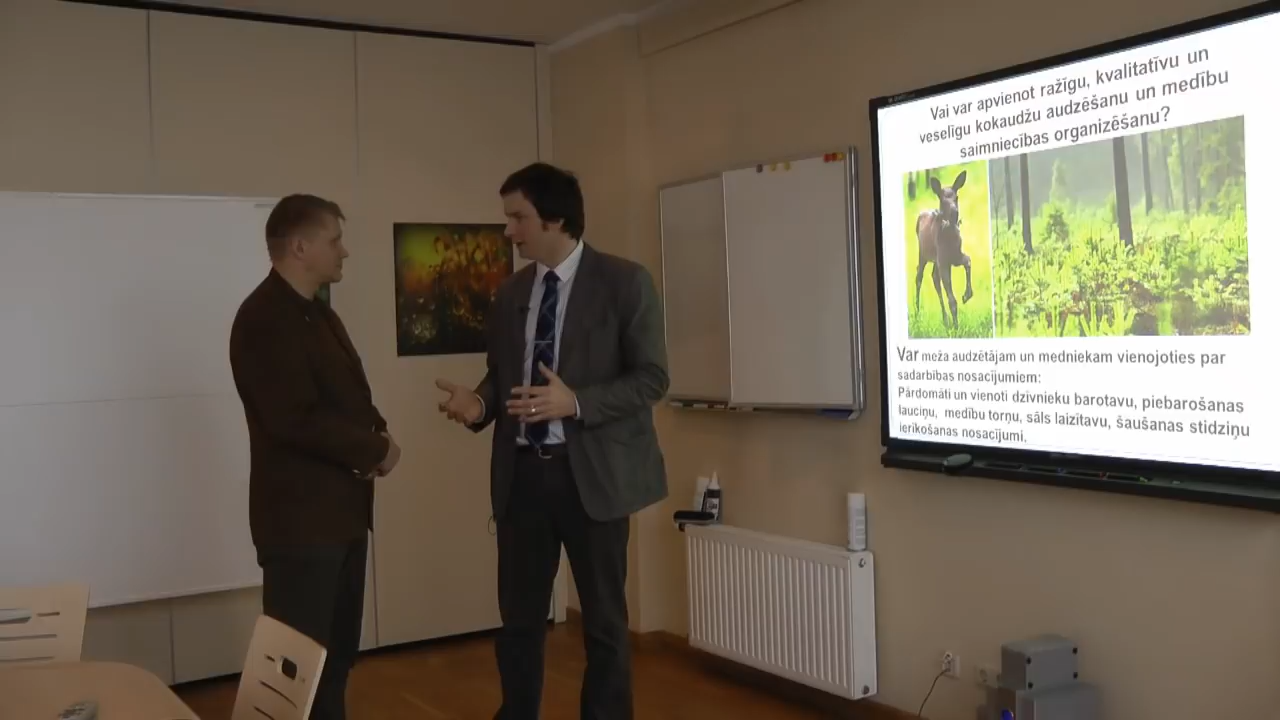 Vai var apvienot ražīgu, kvalitatīvu un
veselīgu kokaudžu audzēšanu un medību
saimniecības organizēšanu?
Var meža audzētājam un medniekam vienojoties par
sadarbības nosacījumiem:
Pārdomāti un vienoti dzīvnieku barotavu, piebarošanas
lauciņu, medību torņu, sāls laizītavu, šaušanas stidziņu
ierīkošanas nosacījumi.